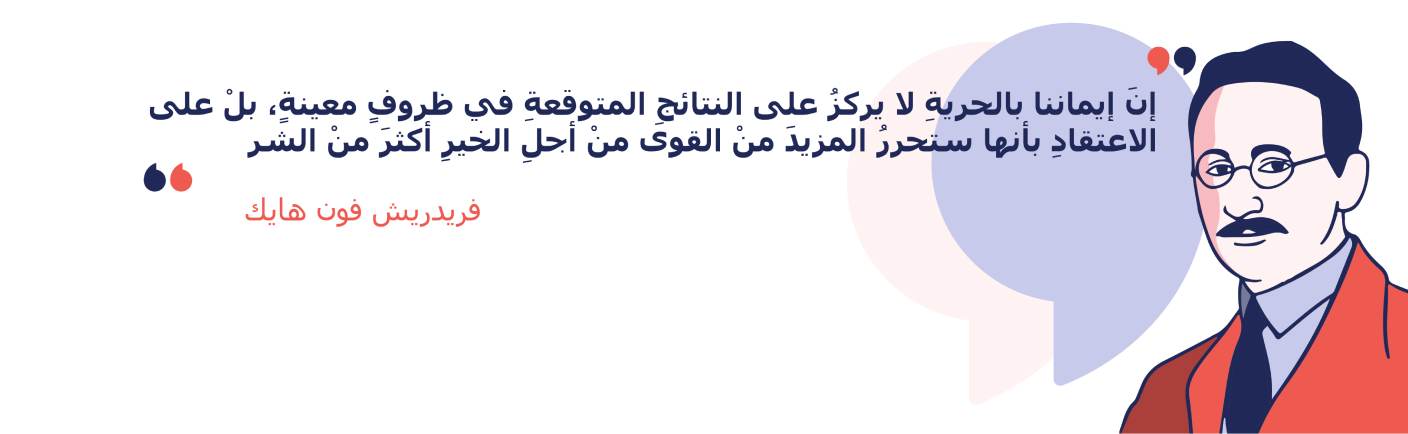 إنَ إيماننا بالحريةِ لا يركزُ على النتائجِ المتوقعةِ في ظروفٍ معينةٍ، بلْ على
الاعتقادِ بأنها ستحررُ المزيدَ منْ القوى منْ أجلِ الخيرِ أكثرَ منْ الشر
فريدريش فون هايك